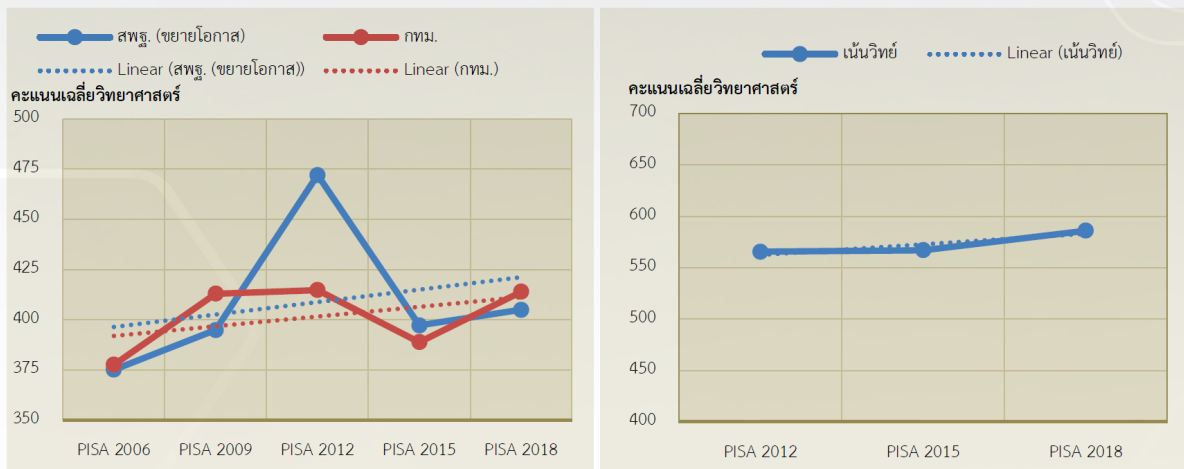 สพฐ. (ขยายโอกาส) กทม.
Linear (สพฐ. (ขยายโอกาส)) Linear (กทม.)
คะแนนเฉลี่ยวิทยาศาสตร์
500
475
450
425
400
375
350
PISA 2006 PISA 2009 PISA 2012 PISA 2015 PISA 2018
เน้นวิทย์ Linear (เน้นวิทย์)
คะแนนเฉลี่ยวิทยาศาสตร์
700
650
600
550
500
450
400
PISA 2012 PISA 2015 PISA 2018